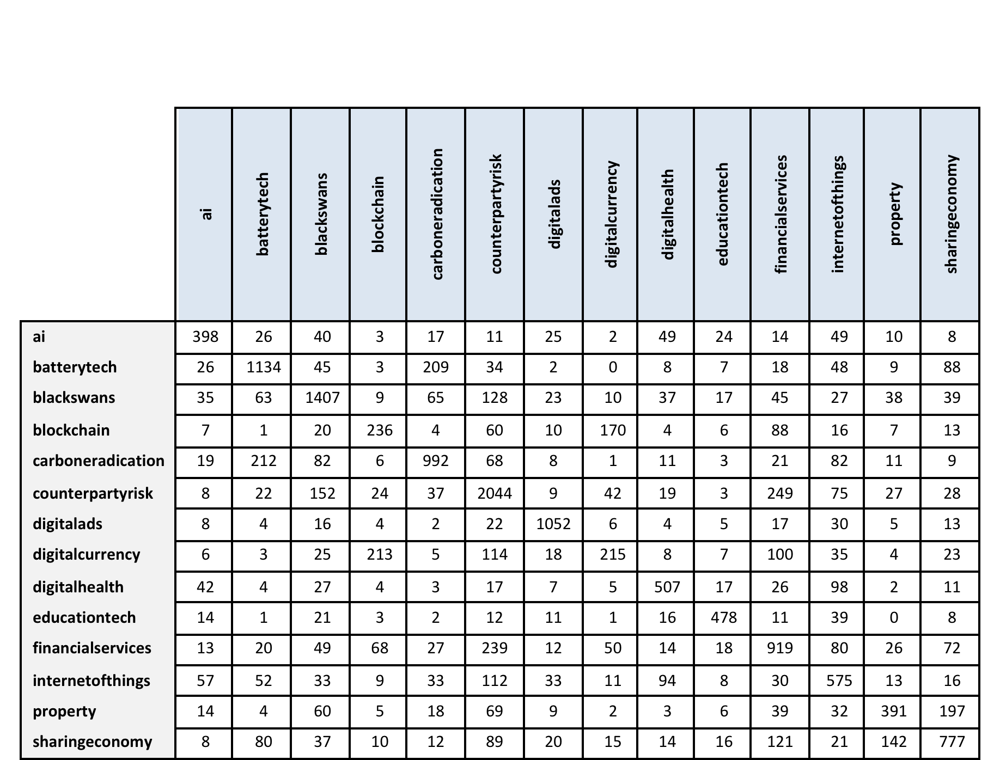 ai batterytech blackswans blockchain carboneradication counterpartyrisk digitalads digitalcurrency digitalhealth educationtech financialservices internetofthings property sharingeconomy
ai 398 26 40 3 17 11 25 2 49 24 14 49 10 8
batterytech 26 1134 45 3 209 34 2 0 8 7 18 48 9 88
blackswans 35 63 1407 9 65 128 23 10 37 17 45 27 38 39
blockchain 7 1 20 236 4 60 10 170 4 6 88 16 7 13
carboneradication 19 212 82 6 992 68 8 1 11 3 21 82 11 9
counterpartyrisk 8 22 152 24 37 2044 9 42 19 3 249 75 27 28
digitalads 8 4 16 4 2 22 1052 6 4 5 17 30 5 13
digitalcurrency 6 3 25 213 5 114 18 215 8 7 100 35 4 23
digitalhealth 42 4 27 4 3 17 7 5 507 17 26 98 2 11
educationtech 14 1 21 3 2 12 11 1 16 478 11 39 0 8
financialservices 13 20 49 68 27 239 12 50 14 18 919 80 26 72
internetofthings 57 52 33 9 33 112 33 11 94 8 30 575 13 16
property 14 4 60 5 18 69 9 2 3 6 39 32 391 197
sharingeconomy 8 80 37 10 12 89 20 15 14 16 121 21 142 777